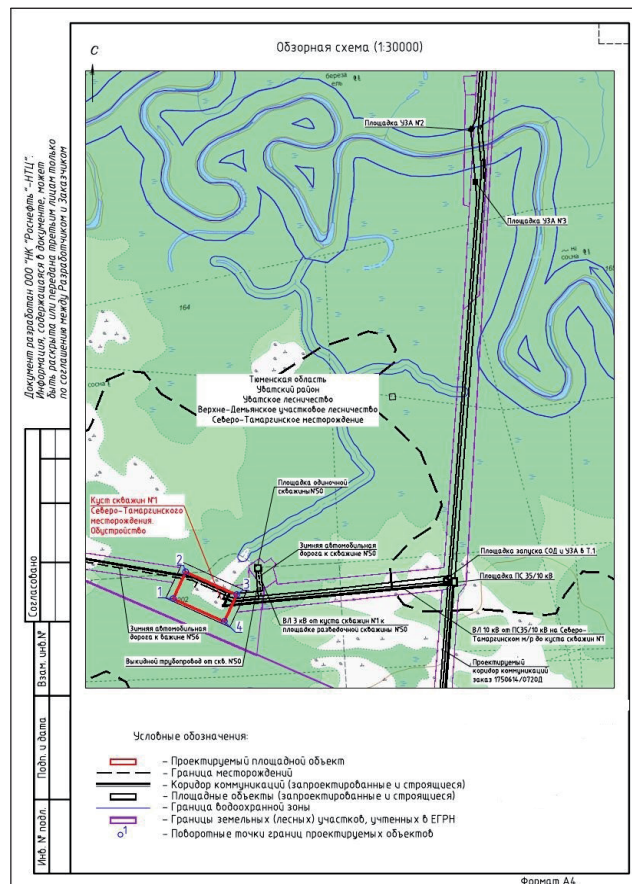 Обзорная схема (1:30000)
С
береза
ель
Площадка УЗА №2
Площадка УЗА №3
сосна
164
Тюменская область
Уватский район
Уватское лесничество
Верхне-Демьянское участковое лесничество
Северо-Тамаргинское месторождение
Площадка одиночной
скважины№50
Куст скважин №1
Северо-Тамаргинского
месторождения.
Обустройство
Зимняя автомобильная
дорога к скважине №50
Площадка запуска СОД и УЗА в Т.1
Площадка ПС 35/10 кВ
2
1
3
4
Зимняя автомобильная
дорога к важине №56
ВЛ 3 кВ от куста скважин №1 к
площадке разведочной скважины №50
ВЛ 10 кВ от ПС35/10 кВ на Северо-
Тамаргинском м/р до куста скважин №1
Выкидной трубопровод от скв. №50
Проектируемый
коридор коммуникаций
заказ 1750614/0720Д
Условные обозначения:
- Проектируемый площадной объект
- Граница месторождений
- Коридор коммуникаций (запроектированные и строящиеся)
- Площадные объекты (запроектированные и строящиеся)
- Граница водоохранной зоны
- Границы земельных (лесных) участков, учтенных в ЕГРН
1
- Поворотные точки границ проектируемых объектов
Документ разработан ООО "НК "Роснефть"-НТЦ".
Информация, содержащаяся в документе, может
быть раскрыта или передана третьим лицам только
по соглашению между Разработчиком и Заказчиком
Согласовано
Взам. инв.№
Подп. и дата
Инв. № подл.
Формат А4